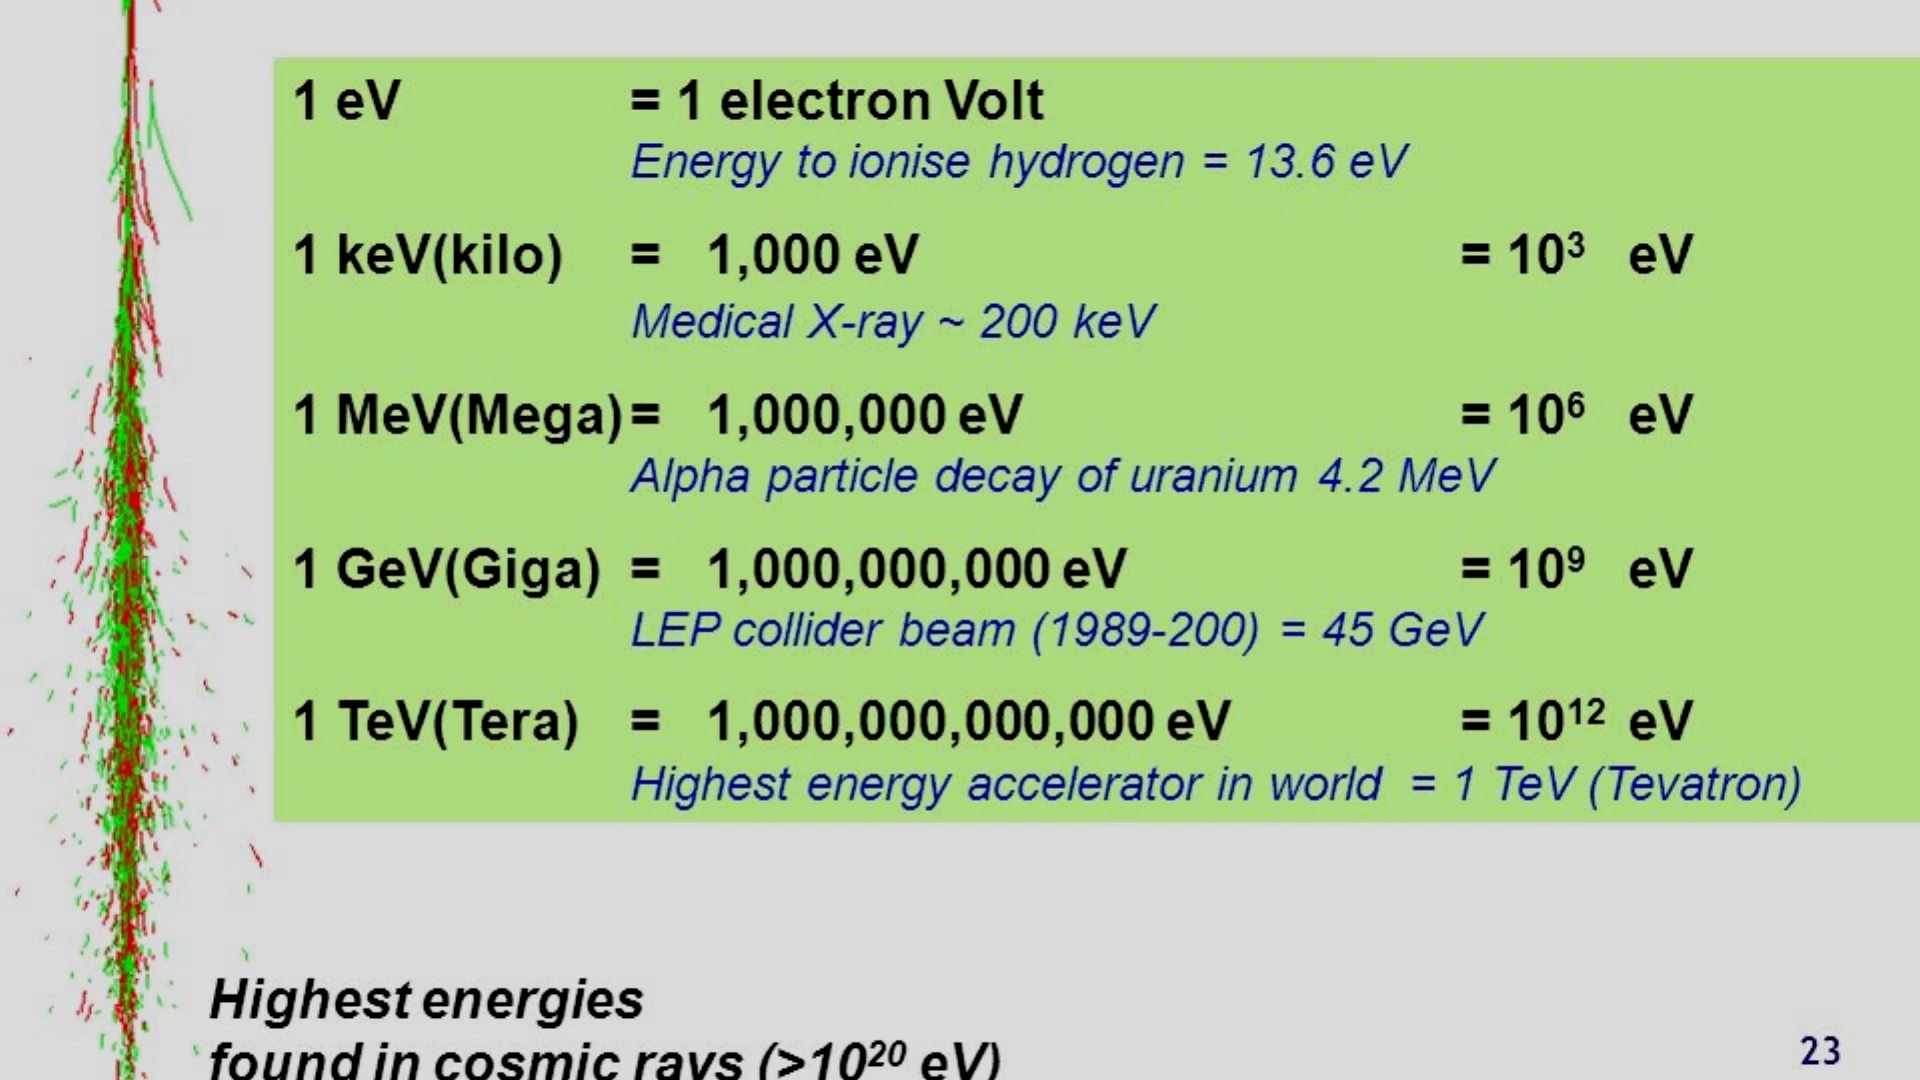 1 eV = 1 electron Volt
Energy to ionise hydrogen = 13.6 eV
1 keV(kilo) = 1,000 eV = 10³ eV
Medical X-ray ~ 200 keV
1 MeV(Mega) = 1,000,000 eV = 10⁶ eV
Alpha particle decay of uranium 4.2 MeV
1 GeV(Giga) = 1,000,000,000 eV = 10⁹ eV
LEP collider beam (1989-200) = 45 GeV
1 TeV(Tera) = 1,000,000,000,000 eV = 10¹² eV
Highest energy accelerator in world = 1 TeV (Tevatron)
Highest energies
found in cosmic rays (>10²⁰ eV)
23